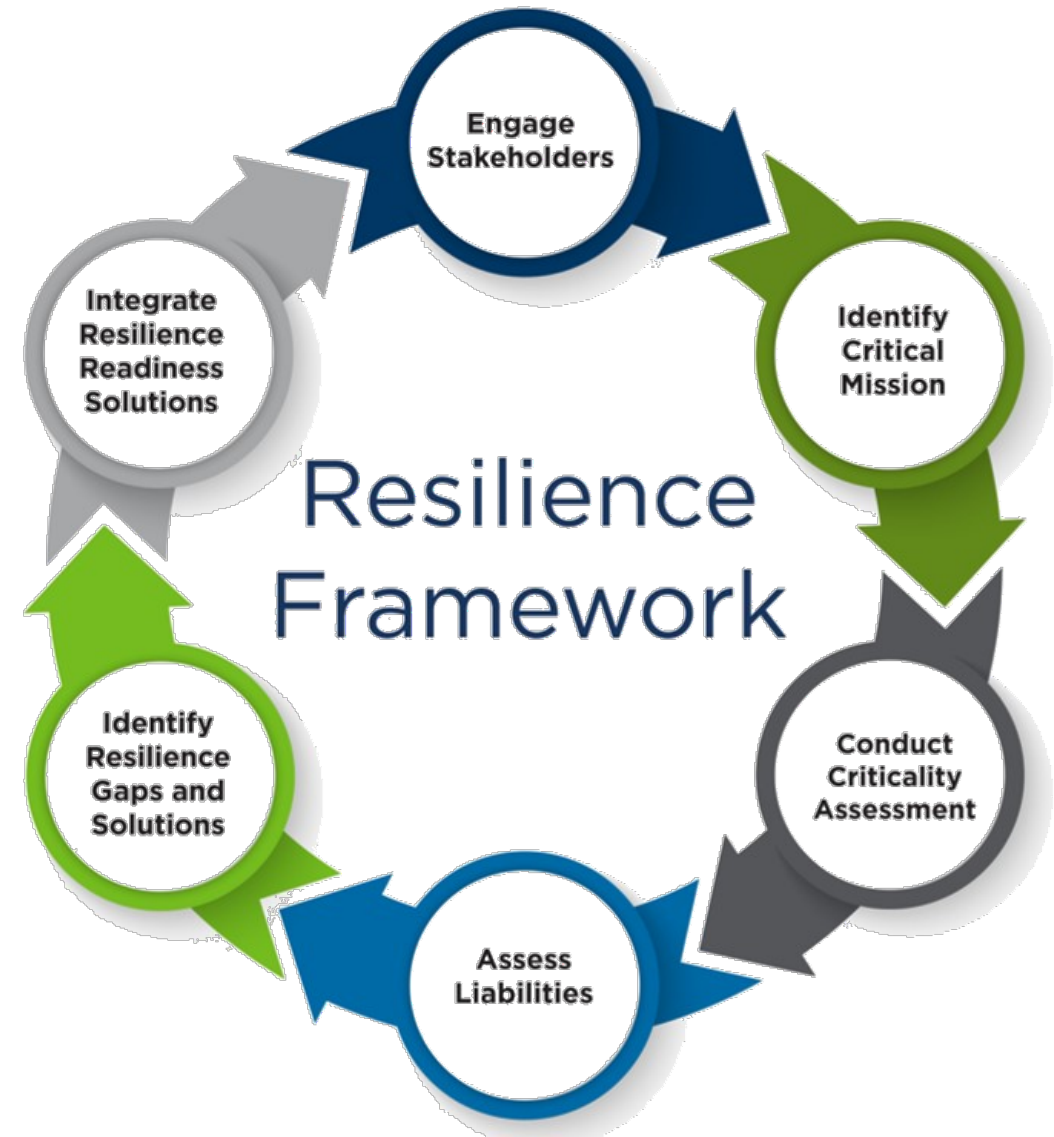 Engage
Stakeholders
Identify
Critical
Mission
Conduct
Criticality
Assessment
Assess
Liabilities
Identify
Resilience
Gaps and
Solutions
Integrate
Resilience
Readiness
Solutions
Resilience
Framework